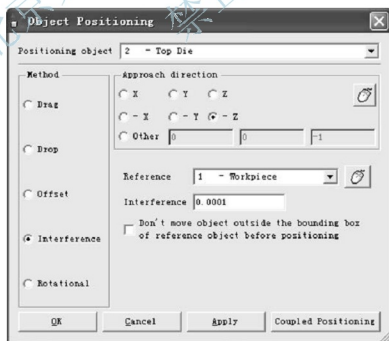 Object Positioning
Positioning object 2 - Top Die
Method
Drag
Drop
Offset
Interference
Rotational
Approach direction
X Y Z
- X - Y - Z
Other 0 0 -1
Reference 1 - Workpiece
Interference 0.0001
Don't move object outside the bounding box
of reference object before positioning
OK Cancel Apply Coupled Positioning